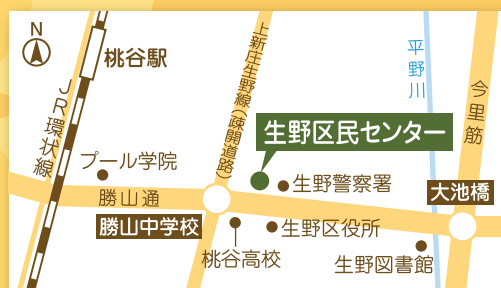 N
桃谷駅
JR環状線
上新庄生野線(疎開道路)
平野川
今里筋
生野区民センター
プール学院
生野警察署
勝山通
大池橋
勝山中学校
桃谷高校
生野区役所
生野図書館